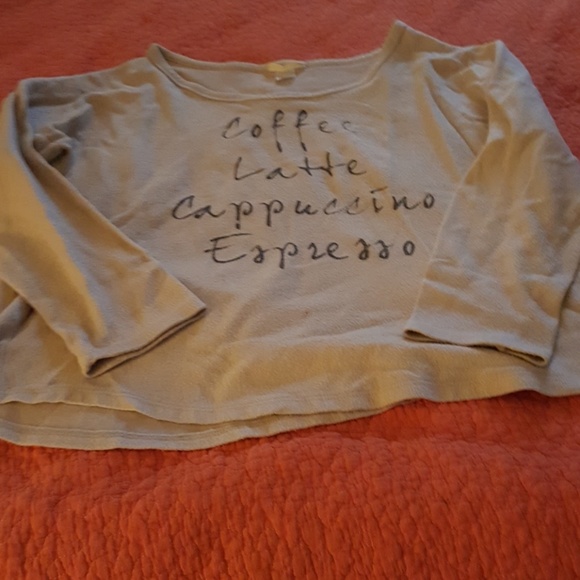 Coffee
Latte
Cappuccino
Espresso